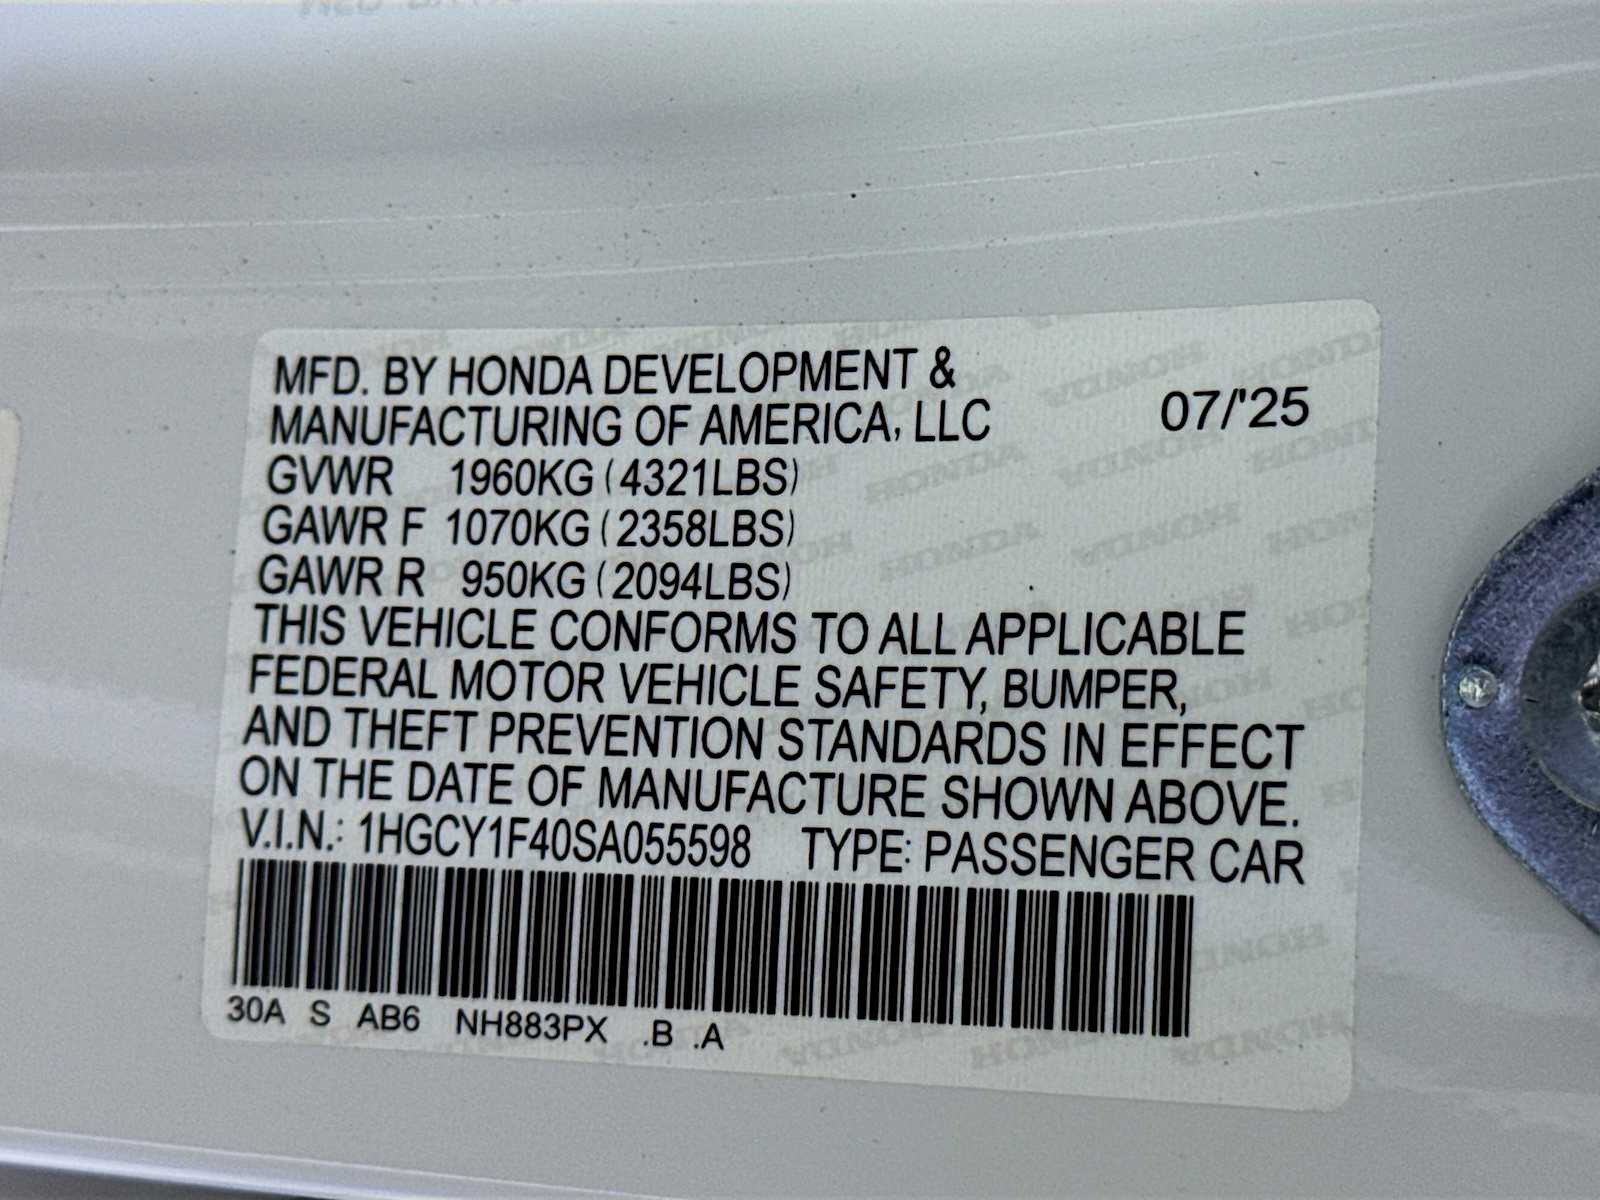 MFD. BY HONDA DEVELOPMENT &
MANUFACTURING OF AMERICA, LLC 07/'25
GVWR 1960KG (4321LBS)
GAWR F 1070KG (2358LBS)
GAWR R 950KG (2094LBS)
THIS VEHICLE CONFORMS TO ALL APPLICABLE
FEDERAL MOTOR VEHICLE SAFETY, BUMPER,
AND THEFT PREVENTION STANDARDS IN EFFECT
ON THE DATE OF MANUFACTURE SHOWN ABOVE.
V.I.N.: 1HGCY1F40SA055598 TYPE: PASSENGER CAR
30A S AB6 NH883PX .B .A